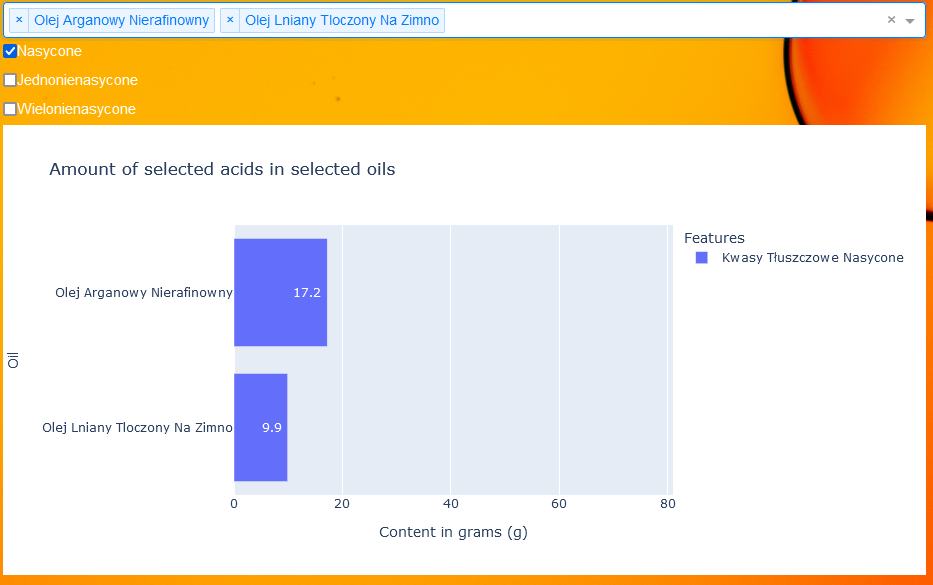 × Olej Arganowy Nierafinowny × Olej Lniany Tloczony Na Zimno ×
Nasycone
Jednonienasycone
Wielonienasycone
Amount of selected acids in selected oils
Features
Kwasy Tłuszczowe Nasycone
Olej Arganowy Nierafinowny 17.2
Oil
Olej Lniany Tloczony Na Zimno 9.9
0 20 40 60 80
Content in grams (g)